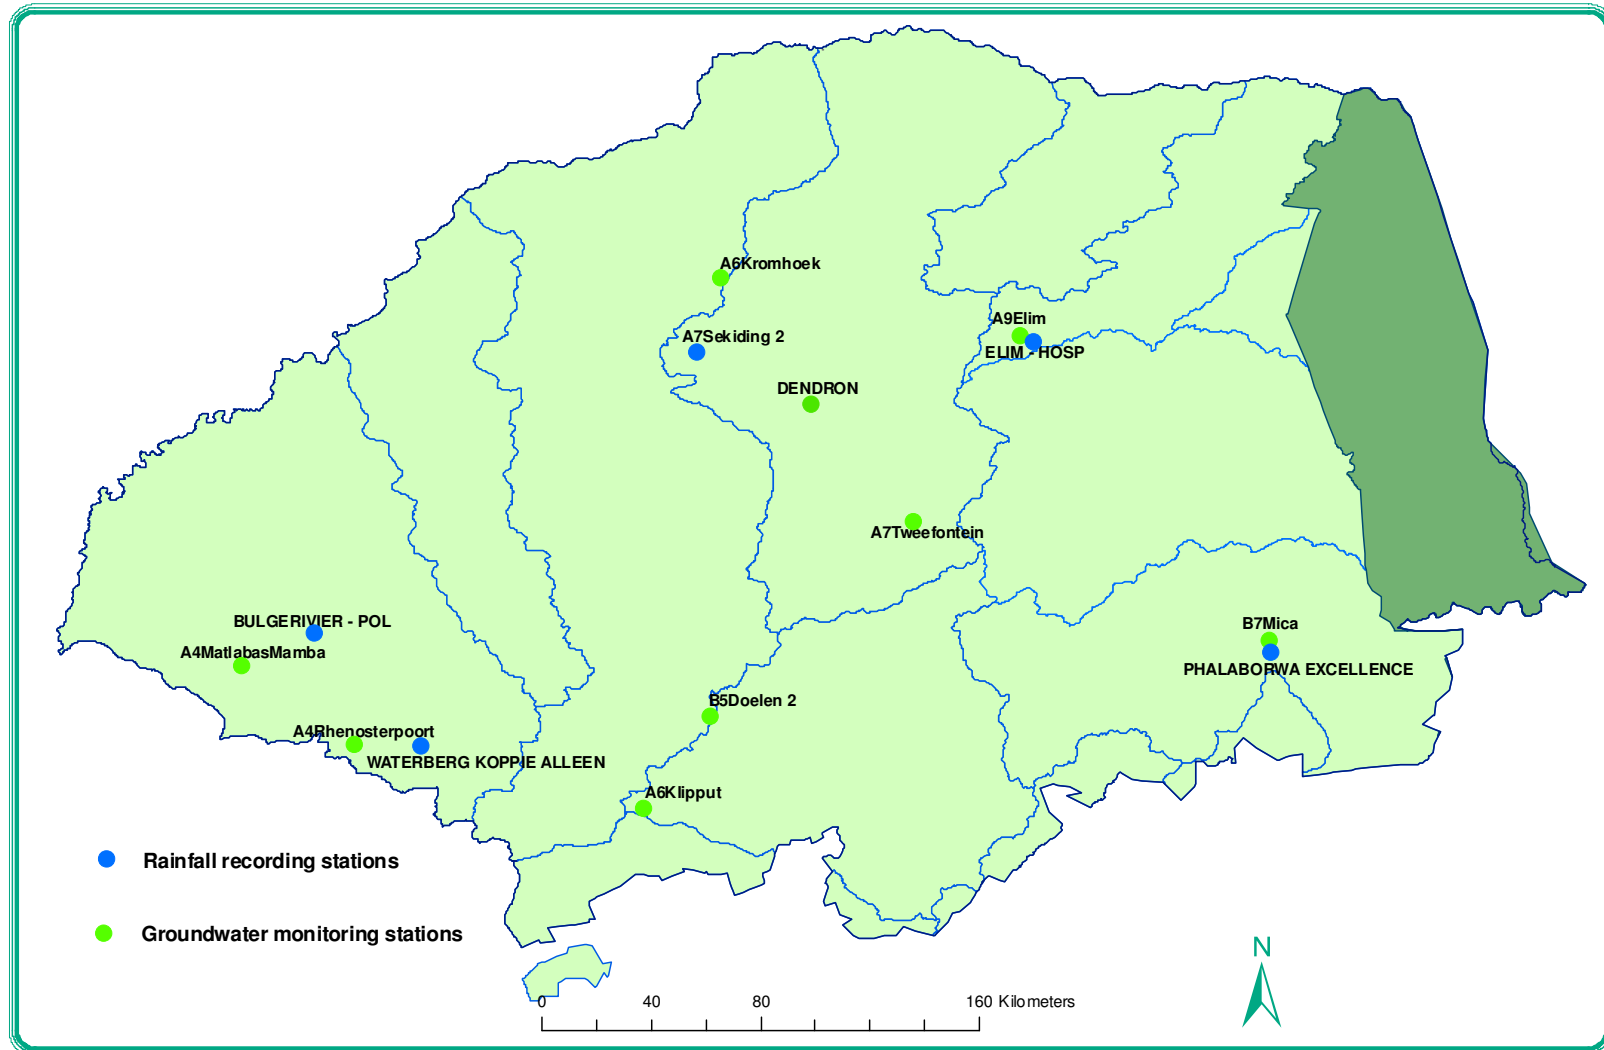 A6Kromhoek
A9Elim
A7Sekiding 2
ELIM - HOSP
DENDRON
A7Tweefontein
BULGERIVIER - POL
B7Mica
A4MatlabasMamba
PHALABORWA EXCELLENCE
B5Doelen 2
A4Rhenosterpoort
WATERBERG KOPPIE ALLEEN
A6Klipput
Rainfall recording stations
Groundwater monitoring stations
N
0 40 80 160 Kilometers